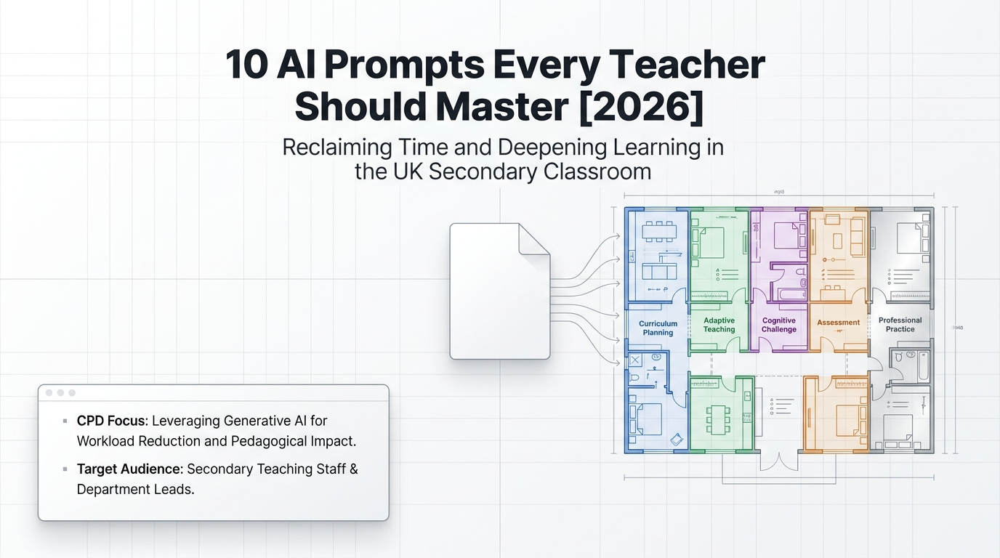 10 AI Prompts Every Teacher
Should Master [2026]
Reclaiming Time and Deepening Learning in
the UK Secondary Classroom
Curriculum
Planning
Adaptive
Teaching
Cognitive
Challenge
Assessment
Professional
Practice
CPD Focus: Leveraging Generative AI for
Workload Reduction and Pedagogical Impact.
Target Audience: Secondary Teaching Staff &
Department Leads.